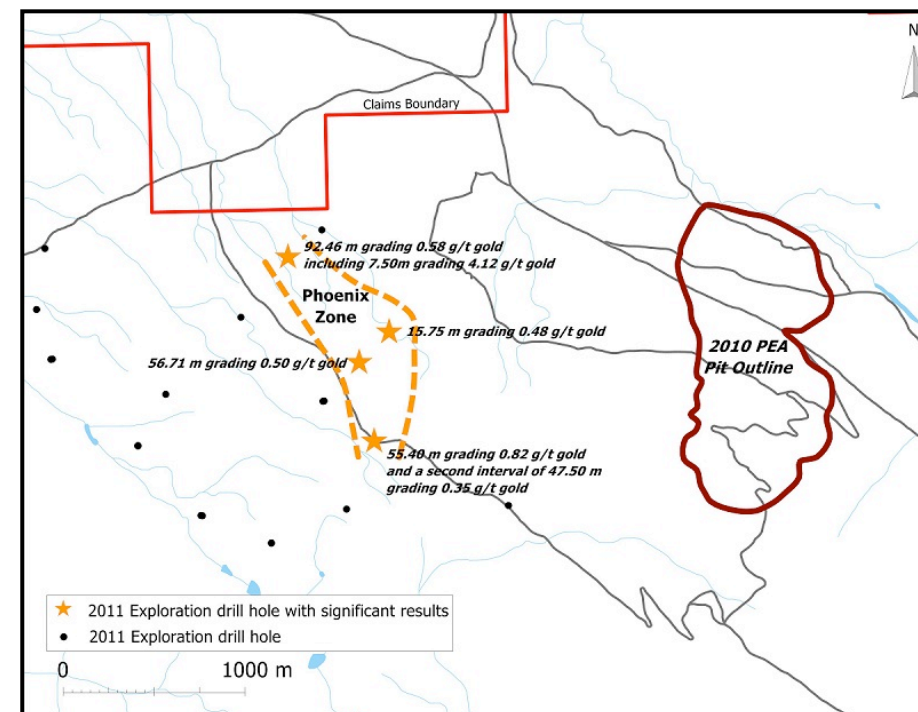 N
Claims Boundary
92.46 m grading 0.58 g/t gold
including 7.50m grading 4.12 g/t gold
Phoenix
Zone
15.75 m grading 0.48 g/t gold
56.71 m grading 0.50 g/t gold
2010 PEA
Pit Outline
55.40 m grading 0.82 g/t gold
and a second interval of 47.50 m
grading 0.35 g/t gold
2011 Exploration drill hole with significant results
2011 Exploration drill hole
0 1000 m